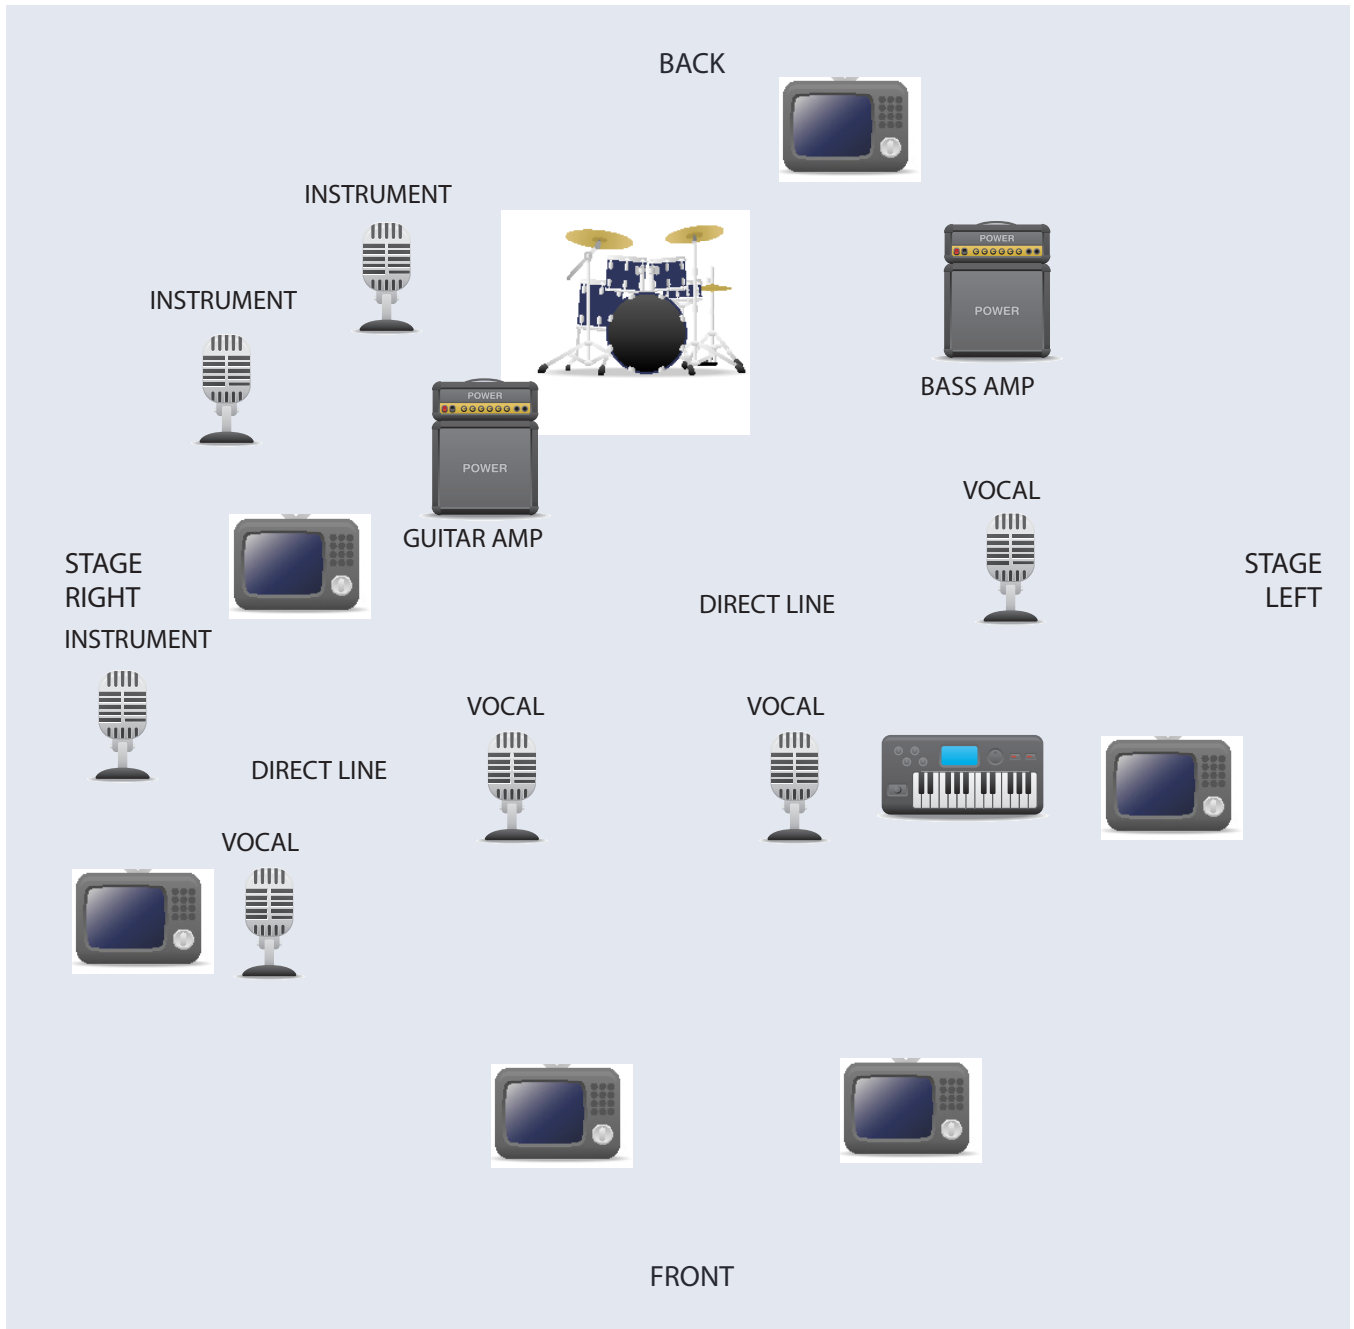 BACK
INSTRUMENT
POWER
POWER
INSTRUMENT
BASS AMP
POWER
POWER
GUITAR AMP
VOCAL
STAGE
RIGHT
STAGE
LEFT
DIRECT LINE
INSTRUMENT
VOCAL
VOCAL
DIRECT LINE
VOCAL
FRONT